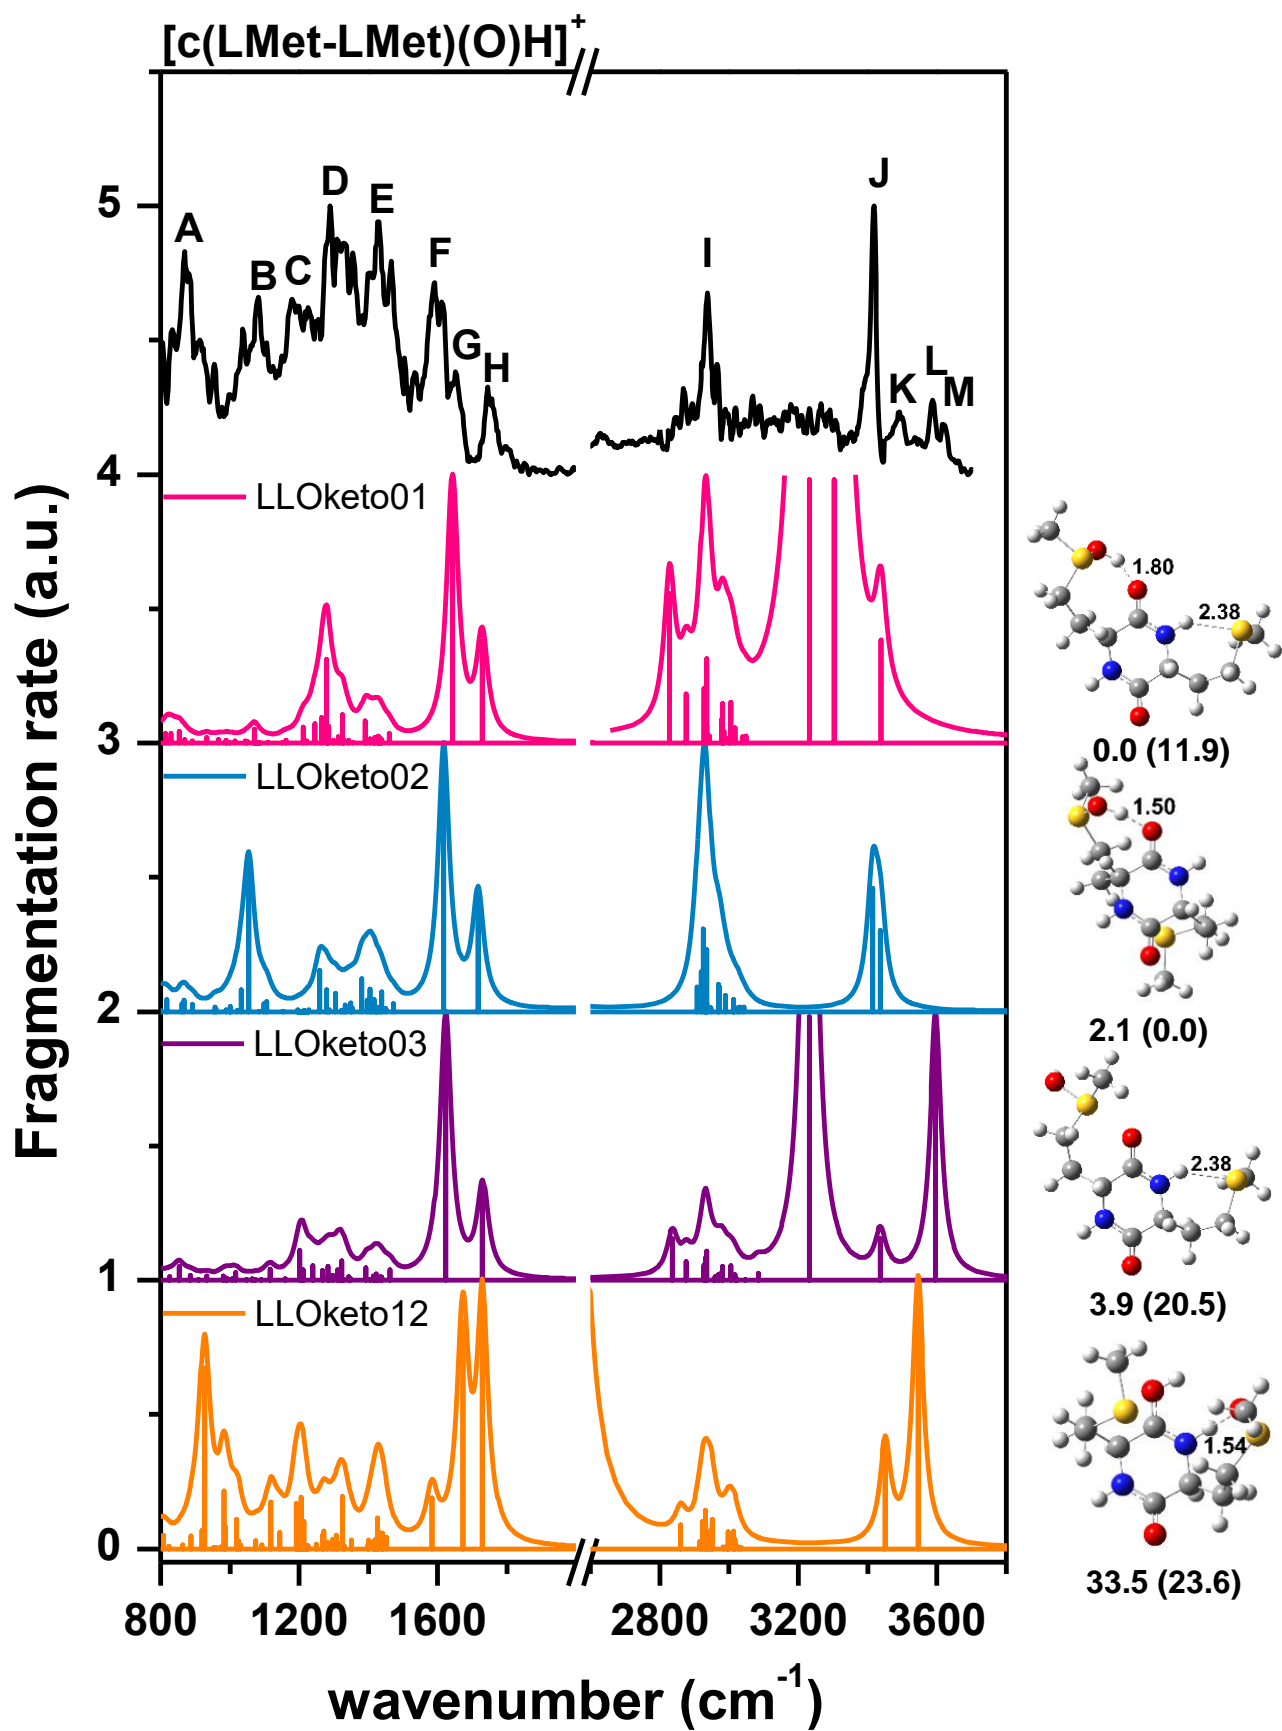 [c(LMet-LMet)(O)H]+
A
B
C
D
E
F
G
H
I
J
K
L
M
5
4
3
2
1
0
LLOketo01
LLOketo02
LLOketo03
LLOketo12
Fragmentation rate (a.u.)
800 1200 1600 2800 3200 3600
wavenumber (cm-1)
1.80
2.38
0.0 (11.9)
1.50
2.1 (0.0)
2.38
3.9 (20.5)
1.54
33.5 (23.6)